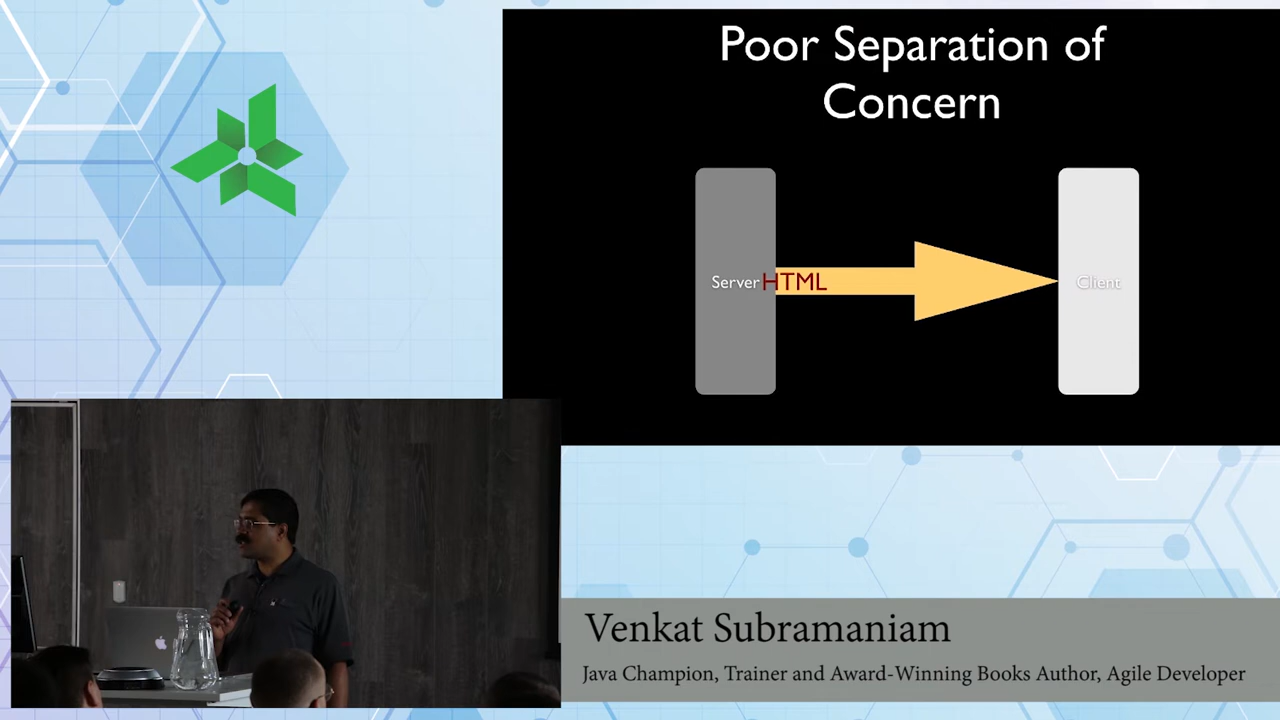 Poor Separation of
Concern
Server HTML
Client
Venkat Subramaniam
Java Champion, Trainer and Award-Winning Books Author, Agile Developer